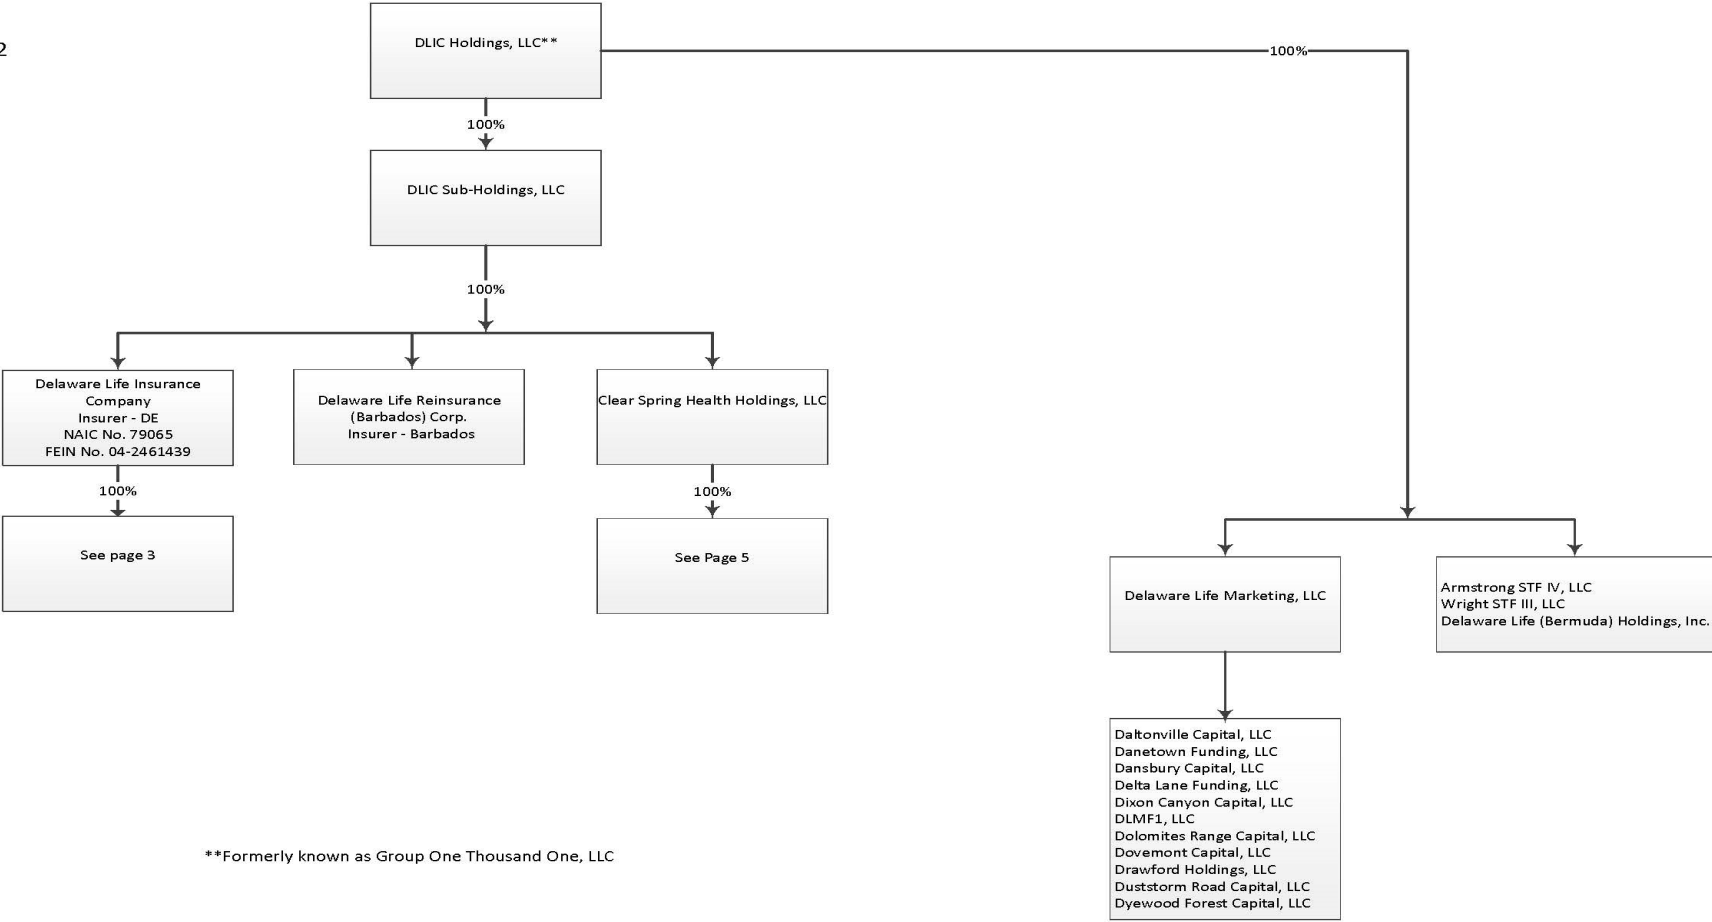 2
DLIC Holdings, LLC**
100%
100%
DLIC Sub-Holdings, LLC
100%
Delaware Life Insurance
Company
Insurer - DE
NAIC No. 79065
FEIN No. 04-2461439
Delaware Life Reinsurance
(Barbados) Corp.
Insurer - Barbados
Clear Spring Health Holdings, LLC
100%
100%
See page 3
See Page 5
Delaware Life Marketing, LLC
Armstrong STF IV, LLC
Wright STF III, LLC
Delaware Life (Bermuda) Holdings, Inc.
Daltonville Capital, LLC
Danetown Funding, LLC
Dansbury Capital, LLC
Delta Lane Funding, LLC
Dixon Canyon Capital, LLC
DLMF1, LLC
Dolomites Range Capital, LLC
Dovemont Capital, LLC
Drawford Holdings, LLC
Duststorm Road Capital, LLC
Dyewood Forest Capital, LLC
**Formerly known as Group One Thousand One, LLC